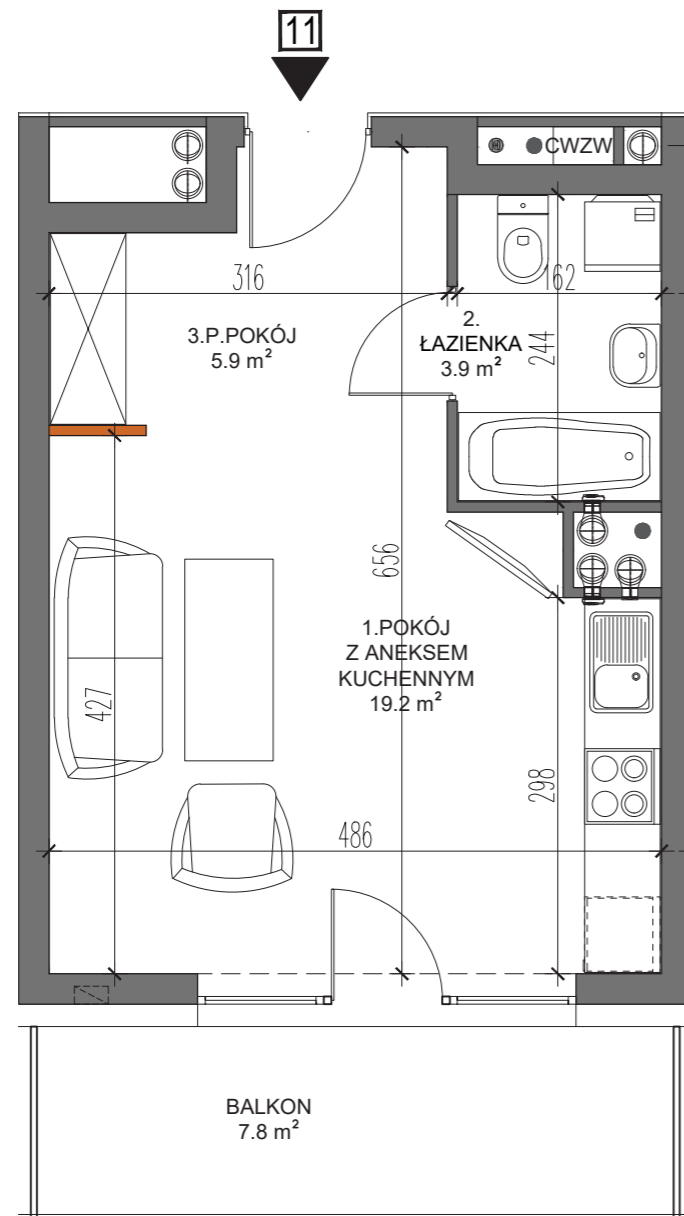 11
CWZW
316
162
3.P.POKÓJ
5.9 m²
2.
ŁAZIENKA
3.9 m²
244
656
1.POKÓJ
Z ANEKSEM
KUCHENNYM
19.2 m²
427
298
486
BALKON
7.8 m²